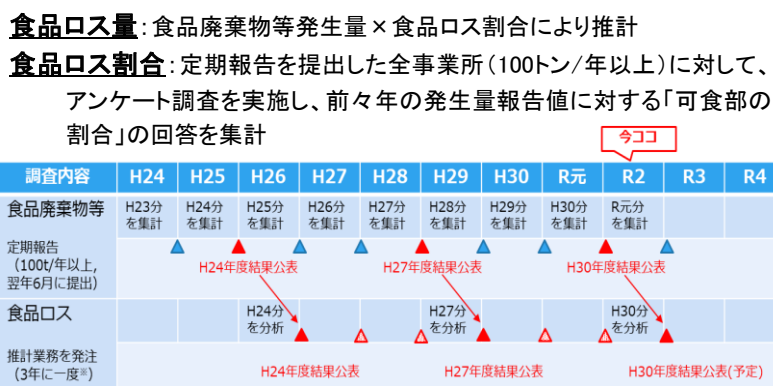 食品ロス量：食品廃棄物等発生量×食品ロス割合により推計
食品ロス割合：定期報告を提出した全事業所（100トン/年以上）に対して、
アンケート調査を実施し、前々年の発生量報告値に対する「可食部の
割合」の回答を集計
今ココ
調査内容 H24 H25 H26 H27 H28 H29 H30 R元 R2 R3 R4
食品廃棄物等 H23分 H24分 H25分 H26分 H27分 H28分 H29分 H30分 R元分
を集計 を集計 を集計 を集計 を集計 を集計 を集計 を集計 を集計
定期報告
（100t/年以上,
翌年6月に提出）
H24年度結果公表 H27年度結果公表 H30年度結果公表
食品ロス H24分 H27分 H30分
を分析 を分析 を分析
推計業務を発注
（3年に一度※）
H24年度結果公表 H27年度結果公表 H30年度結果公表(予定)